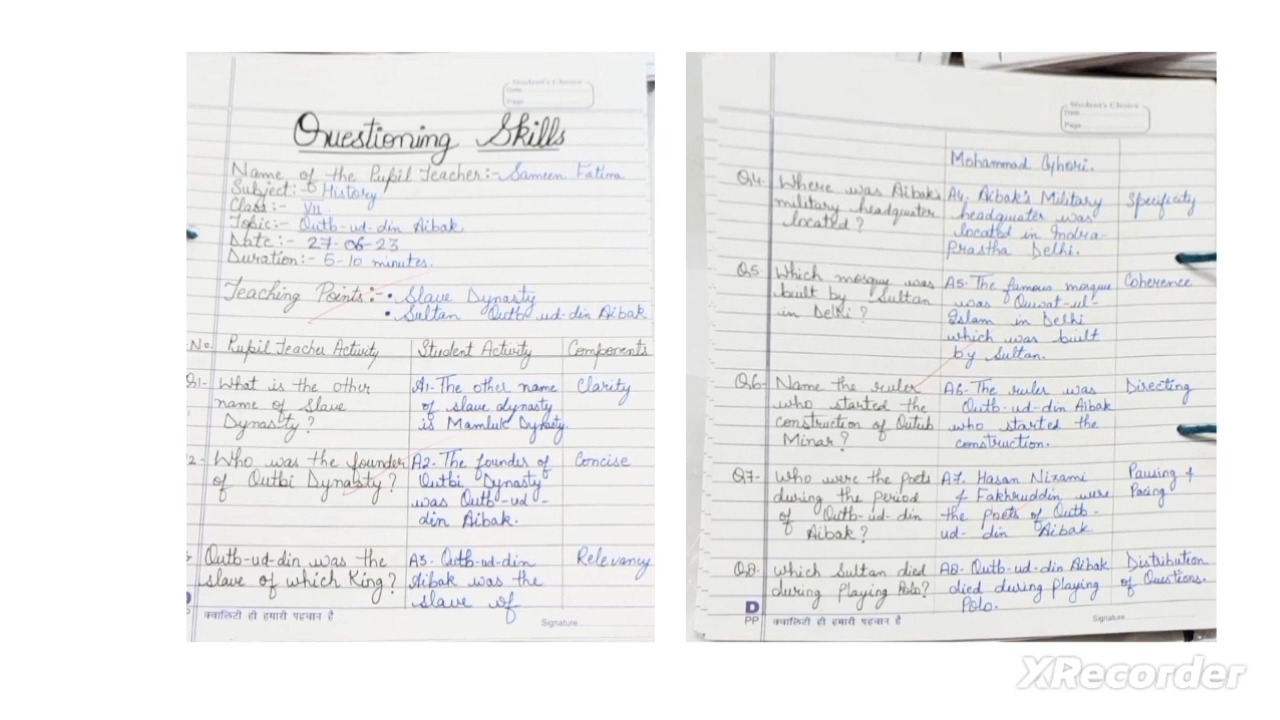 Student's Choice
Date
Page
Questioning Skills
Name of the Pupil Teacher:- Sameen Fatima
Subject:- History
Class:- VII
Topic:- Qutb-ud-din Aibak
Date:- 27-06-23
Duration:- 5-10 minutes.
Teaching Points:- • Slave Dynasty
• Sultan Qutb-ud-din Aibak
No. Pupil Teacher Activity Student Activity Components
Q1- What is the other A1- The other name Clarity
name of Slave of slave dynasty
Dynasty? is Mamluk Dynasty.
2- Who was the founder A2- The founder of Concise
of Qutbi Dynasty? Qutbi Dynasty
was Qutb-ud-
din Aibak.
Qutb-ud-din was the A3- Qutb-ud-din Relevancy
slave of which King? Aibak was the
slave of
D
PP
क्वालिटी ही हमारी पहचान है
Signature
Student's Choice
Date
Page
Mohammad Ghori.
Q4- Where was Aibak's A4- Aibak's Military Specificity
military headquater headquater was
located? located in Indra-
prastha Delhi.
Q5 Which mosque was A5- The famous mosque Coherence
built by Sultan was Quwat-ul-
in Delhi? Islam in Delhi
which was built
by Sultan.
Q6- Name the ruler A6- The ruler was Directing
who started the Qutb-ud-din Aibak
construction of Qutub who started the
Minar? construction.
Q7- Who were the poets A7. Hasan Nizami Pausing &
during the period & Fakhruddin were Pacing
of Qutb-ud-din the poets of Qutb-
Aibak? ud-din Aibak
Q8- Which Sultan died A8- Qutb-ud-din Aibak Distribution
during playing Polo? died during playing of Questions.
Polo.
D
PP
क्वालिटी ही हमारी पहचान है
Signature
XRecorder